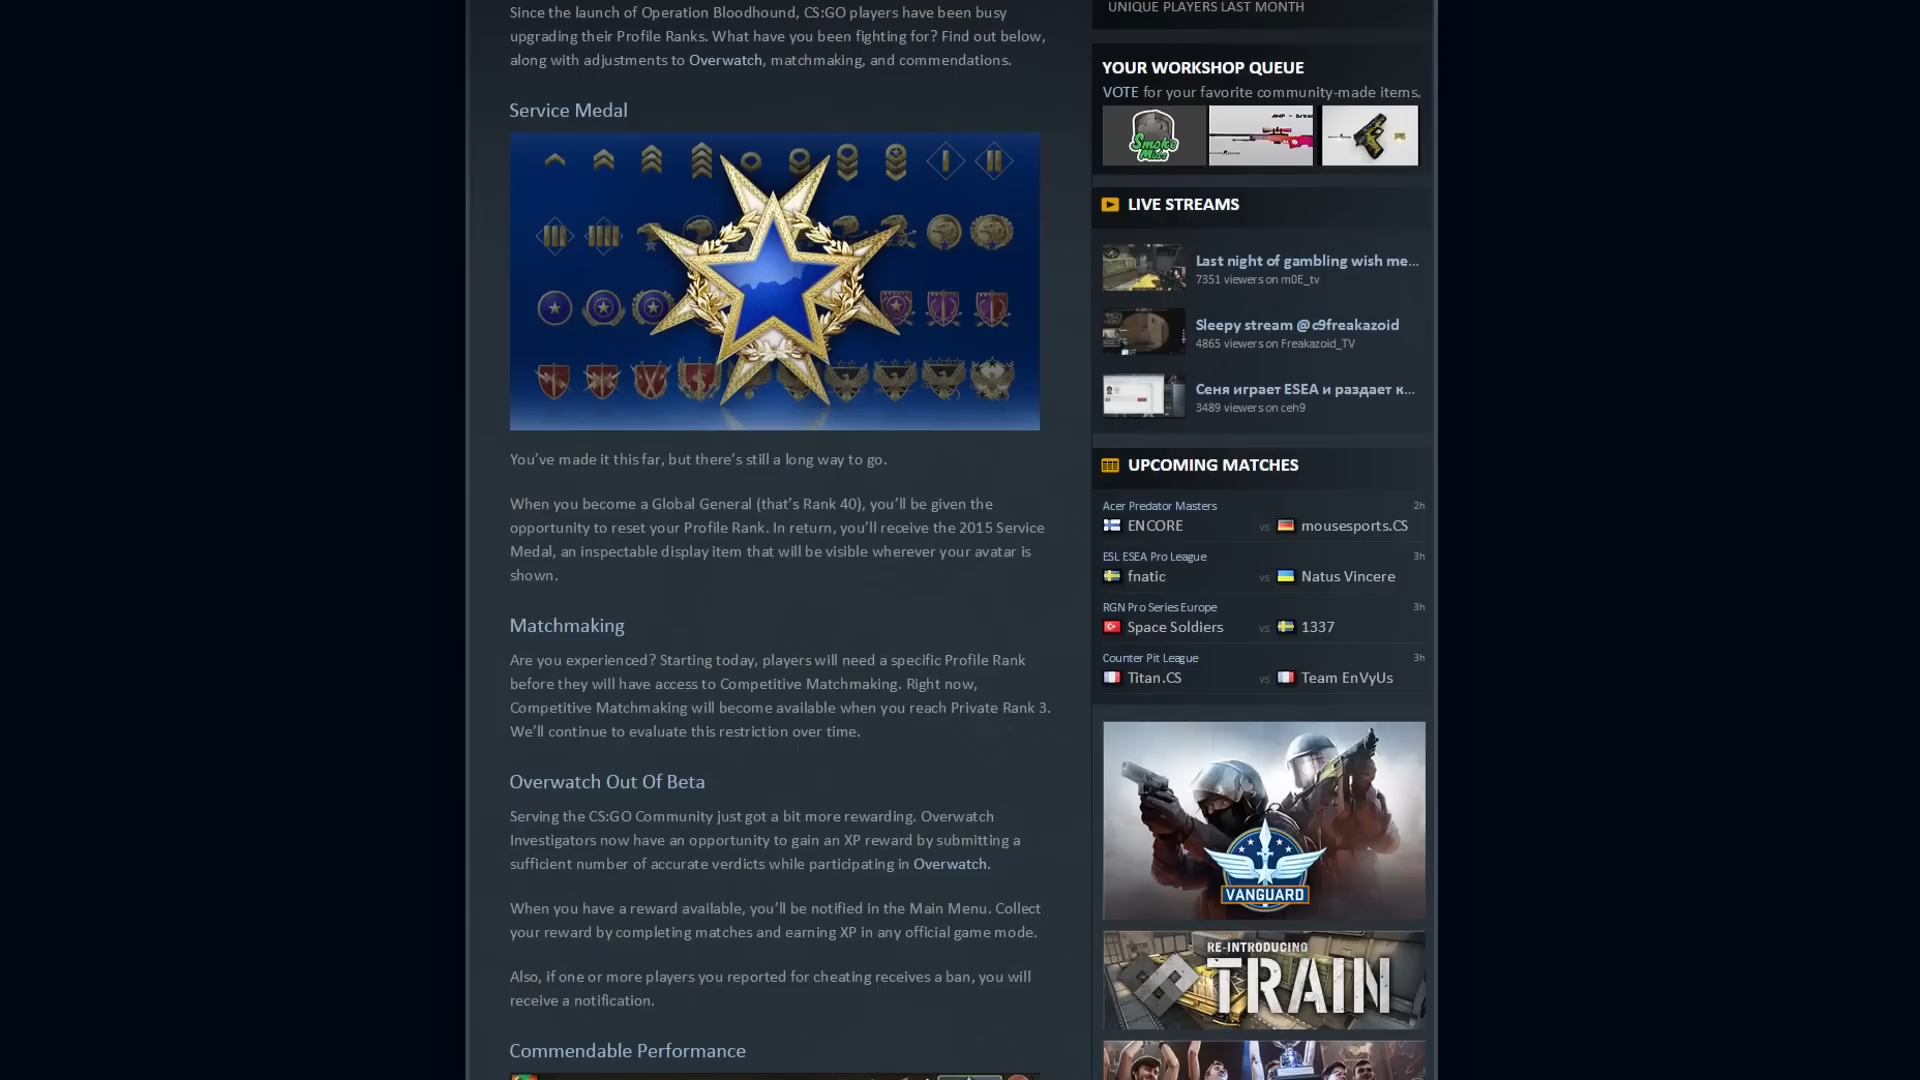 Since the launch of Operation Bloodhound, CS:GO players have been busy
upgrading their Profile Ranks. What have you been fighting for? Find out below,
along with adjustments to Overwatch, matchmaking, and commendations.
Service Medal
You've made it this far, but there's still a long way to go.
When you become a Global General (that's Rank 40), you'll be given the
opportunity to reset your Profile Rank. In return, you'll receive the 2015 Service
Medal, an inspectable display item that will be visible wherever your avatar is
shown.
Matchmaking
Are you experienced? Starting today, players will need a specific Profile Rank
before they will have access to Competitive Matchmaking. Right now,
Competitive Matchmaking will become available when you reach Private Rank 3.
We'll continue to evaluate this restriction over time.
Overwatch Out Of Beta
Serving the CS:GO Community just got a bit more rewarding. Overwatch
Investigators now have an opportunity to gain an XP reward by submitting a
sufficient number of accurate verdicts while participating in Overwatch.
When you have a reward available, you'll be notified in the Main Menu. Collect
your reward by completing matches and earning XP in any official game mode.
Also, if one or more players you reported for cheating receives a ban, you will
receive a notification.
Commendable Performance
UNIQUE PLAYERS LAST MONTH
YOUR WORKSHOP QUEUE
VOTE for your favorite community-made items.
LIVE STREAMS
Last night of gambling wish me...
7351 viewers on m0E_tv
Sleepy stream @c9freakazoid
4865 viewers on Freakazoid_TV
Сеня играет ESEA и раздает к...
3489 viewers on ceh9
UPCOMING MATCHES
Acer Predator Masters 2h
ENCORE vs mousesports.CS
ESL ESEA Pro League 3h
fnatic vs Natus Vincere
RGN Pro Series Europe 3h
Space Soldiers vs 1337
Counter Pit League 3h
Titan.CS vs Team EnVyUs
VANGUARD
RE-INTRODUCING
TRAIN